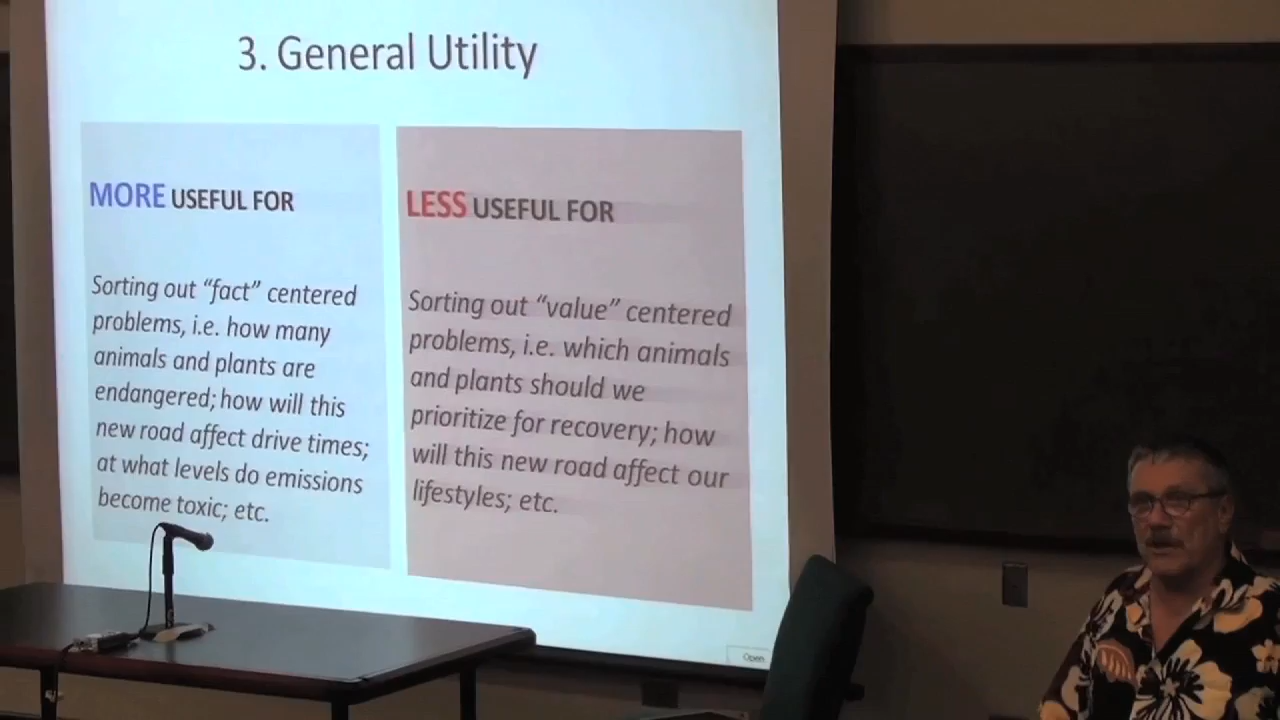 3. General Utility
MORE USEFUL FOR
Sorting out “fact” centered
problems, i.e. how many
animals and plants are
endangered; how will this
new road affect drive times;
at what levels do emissions
become toxic; etc.
LESS USEFUL FOR
Sorting out “value” centered
problems, i.e. which animals
and plants should we
prioritize for recovery; how
will this new road affect our
lifestyles; etc.
Open